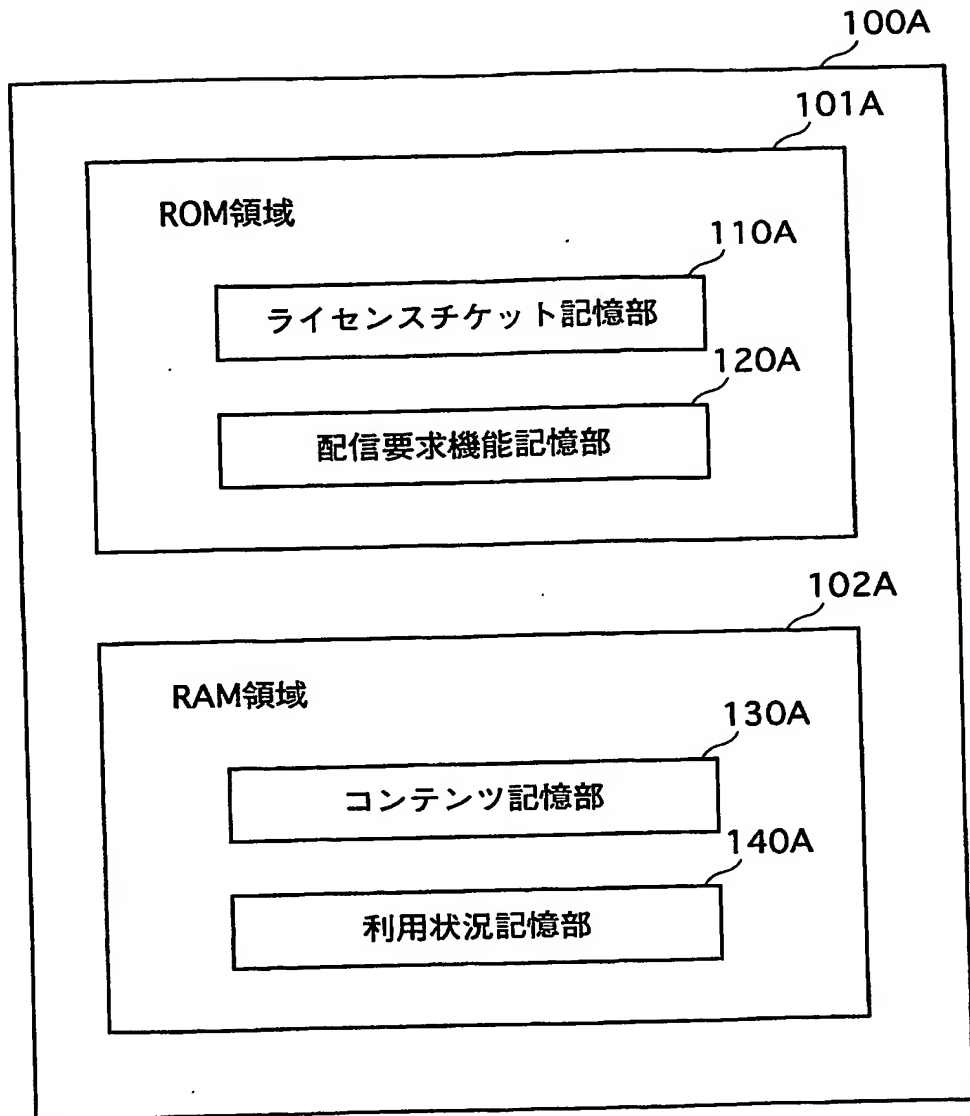 100A
101A
ROM領域
110A
ライセンスチケット記憶部
120A
配信要求機能記憶部
102A
RAM領域
130A
コンテンツ記憶部
140A
利用状況記憶部